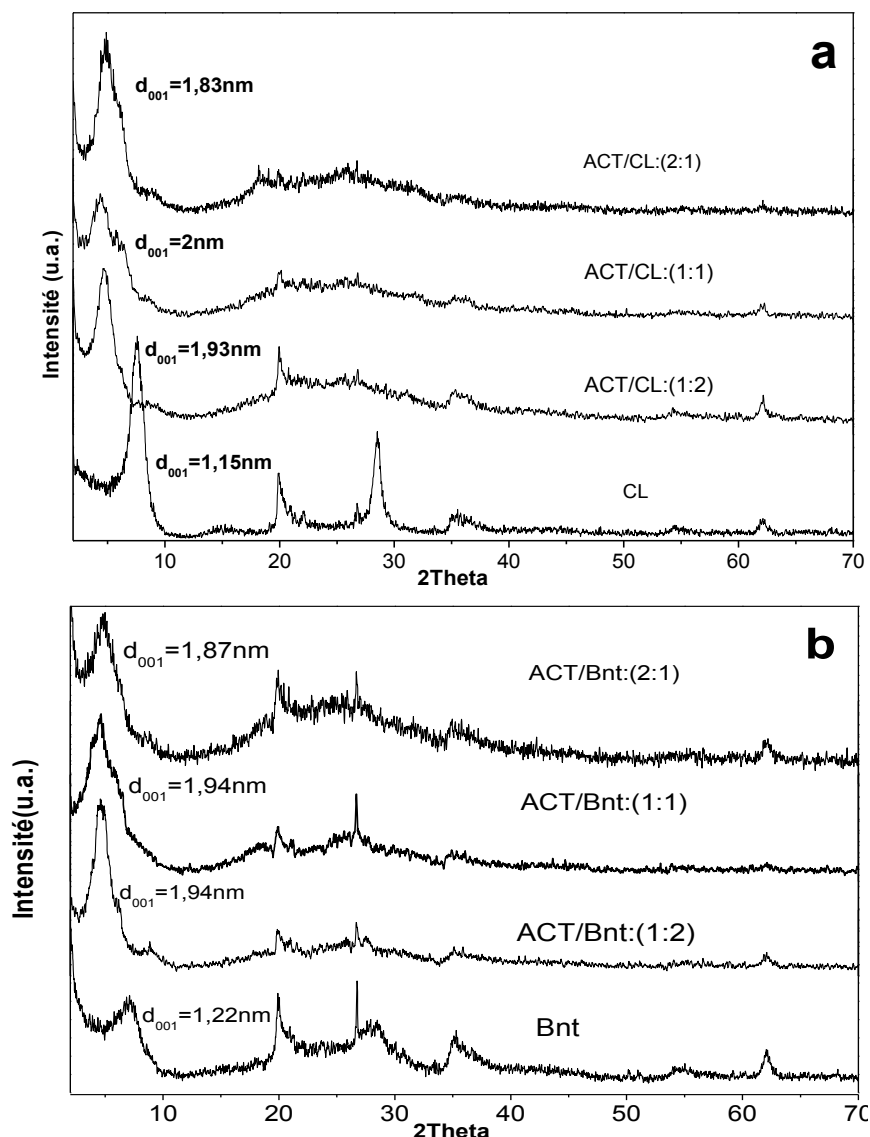 a
d001=1,83nm
ACT/CL:(2:1)
d001=2nm
ACT/CL:(1:1)
d001=1,93nm
ACT/CL:(1:2)
d001=1,15nm
CL
Intensité (u.a.)
10 20 30 40 50 60 70
2Theta
b
d001=1,87nm
ACT/Bnt:(2:1)
d001=1,94nm
ACT/Bnt:(1:1)
d001=1,94nm
ACT/Bnt:(1:2)
d001=1,22nm
Bnt
Intensité(u.a.)
10 20 30 40 50 60 70
2Theta